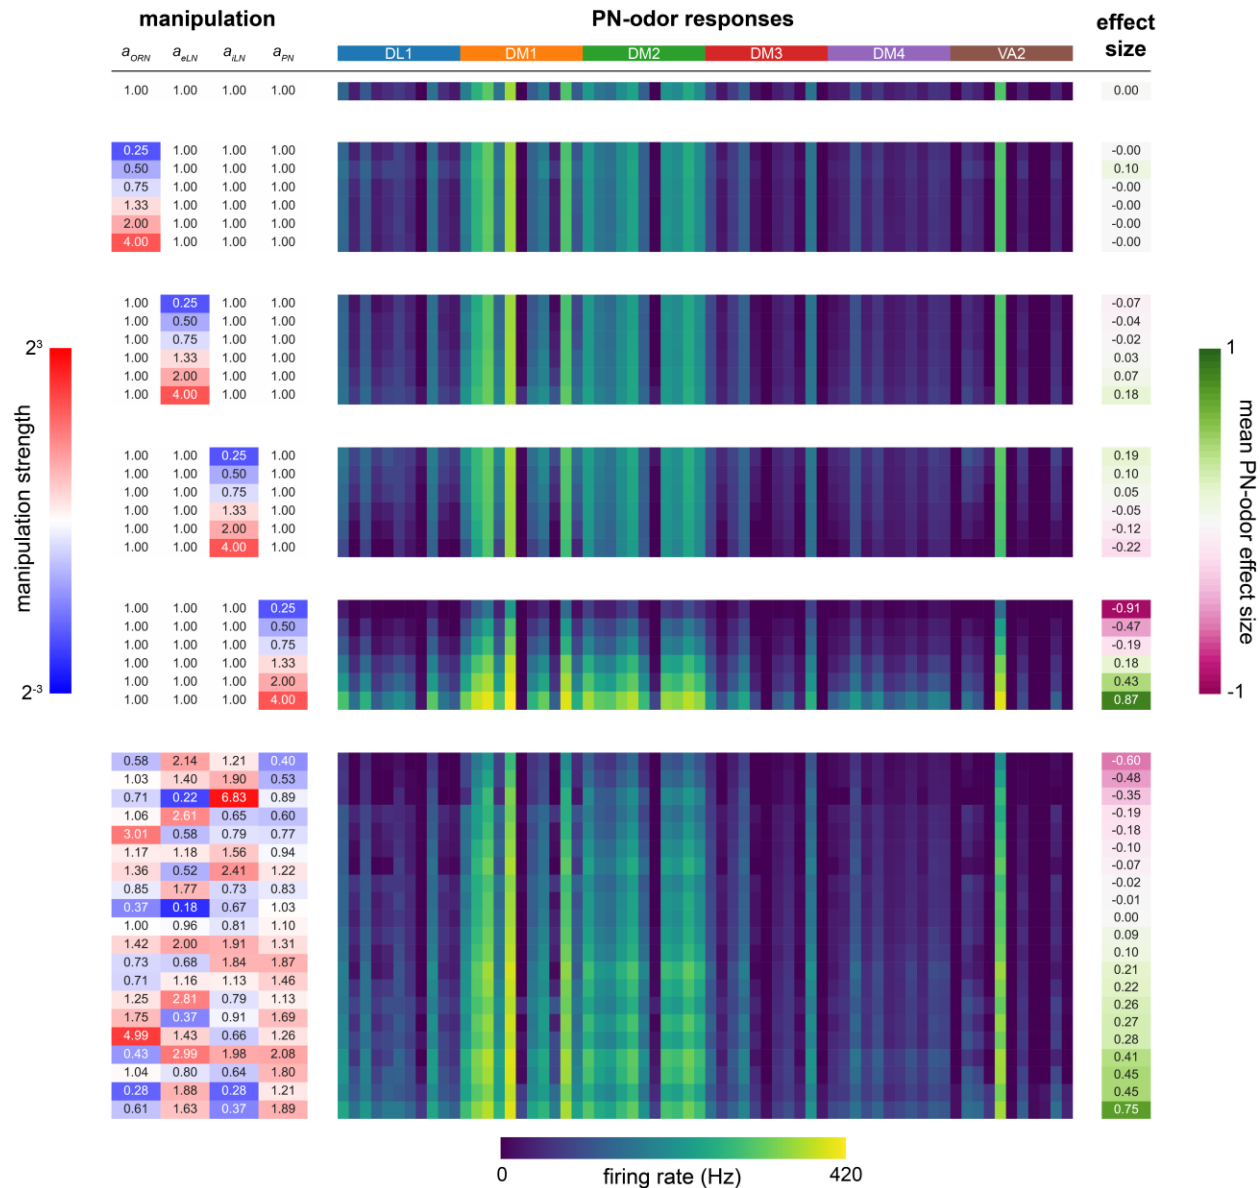 manipulation PN-odor responses effect size
a_ORN a_eLN a_iLN a_PN DL1 DM1 DM2 DM3 DM4 VA2
1.00 1.00 1.00 1.00 0.00
0.25 1.00 1.00 1.00 -0.00
0.50 1.00 1.00 1.00 0.10
0.75 1.00 1.00 1.00 -0.00
1.33 1.00 1.00 1.00 -0.00
2.00 1.00 1.00 1.00 -0.00
4.00 1.00 1.00 1.00 -0.00
1.00 0.25 1.00 1.00 -0.07
1.00 0.50 1.00 1.00 -0.04
1.00 0.75 1.00 1.00 -0.02
1.00 1.33 1.00 1.00 0.03
1.00 2.00 1.00 1.00 0.07
1.00 4.00 1.00 1.00 0.18
1.00 1.00 0.25 1.00 0.19
1.00 1.00 0.50 1.00 0.10
1.00 1.00 0.75 1.00 0.05
1.00 1.00 1.33 1.00 -0.05
1.00 1.00 2.00 1.00 -0.12
1.00 1.00 4.00 1.00 -0.22
1.00 1.00 1.00 0.25 -0.91
1.00 1.00 1.00 0.50 -0.47
1.00 1.00 1.00 0.75 -0.19
1.00 1.00 1.00 1.33 0.18
1.00 1.00 1.00 2.00 0.43
1.00 1.00 1.00 4.00 0.87
0.58 2.14 1.21 0.40 -0.60
1.03 1.40 1.90 0.53 -0.48
0.71 0.22 6.83 0.89 -0.35
1.06 2.61 0.65 0.60 -0.19
3.01 0.58 0.79 0.77 -0.18
1.17 1.18 1.56 0.94 -0.10
1.36 0.52 2.41 1.22 -0.07
0.85 1.77 0.73 0.83 -0.02
0.37 0.18 0.67 1.03 -0.01
1.00 0.96 0.81 1.10 0.00
1.42 2.00 1.91 1.31 0.09
0.73 0.68 1.84 1.87 0.10
0.71 1.16 1.13 1.46 0.21
1.25 2.81 0.79 1.13 0.22
1.75 0.37 0.91 1.69 0.26
4.99 1.43 0.66 1.26 0.27
0.43 2.99 1.98 2.08 0.28
1.04 0.80 0.64 1.80 0.41
0.28 1.88 0.28 1.21 0.45
0.61 1.63 0.37 1.89 0.45
0.75
2³
manipulation strength
2⁻³
1
mean PN-odor effect size
-1
0 firing rate (Hz) 420